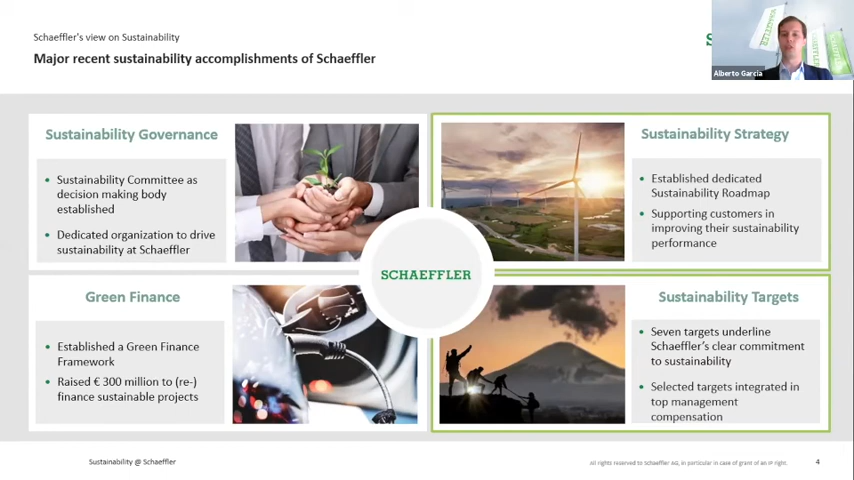 Schaeffler's view on Sustainability
Major recent sustainability accomplishments of Schaeffler
S
SCHAEFFLER
SCHAEFFLER
Alberto Garcia
Sustainability Governance
• Sustainability Committee as
decision making body
established
• Dedicated organization to drive
sustainability at Schaeffler
Sustainability Strategy
• Established dedicated
Sustainability Roadmap
• Supporting customers in
improving their sustainability
performance
SCHAEFFLER
Green Finance
• Established a Green Finance
Framework
• Raised € 300 million to (re-)
finance sustainable projects
Sustainability Targets
• Seven targets underline
Schaeffler's clear commitment
to sustainability
• Selected targets integrated in
top management
compensation
Sustainability @ Schaeffler
All rights reserved to Schaeffler AG, in particular in case of grant of an IP right.
4